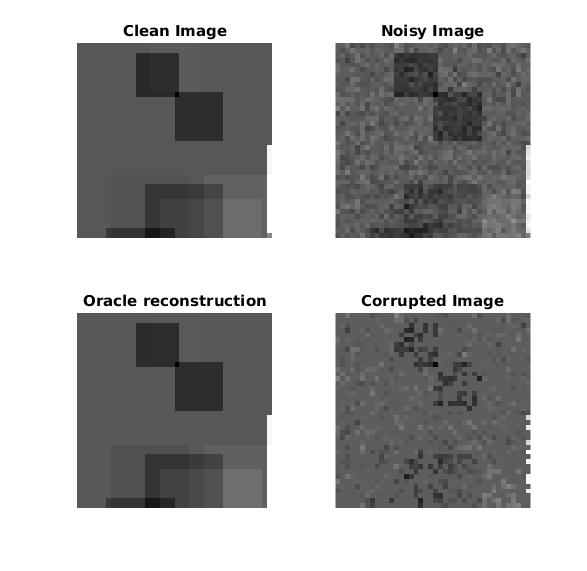 Clean Image
Noisy Image
Oracle reconstruction
Corrupted Image